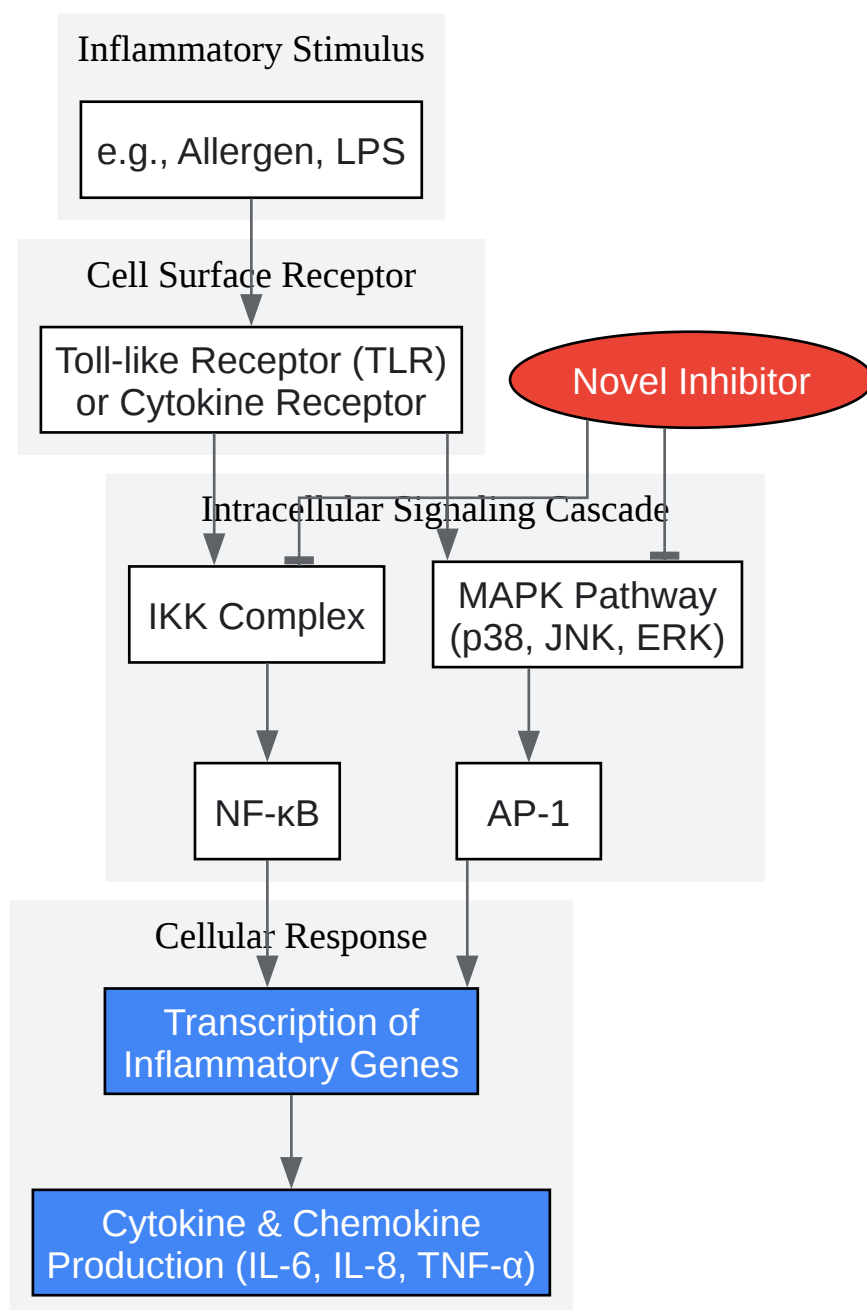 Inflammatory Stimulus
e.g., Allergen, LPS
Cell Surface Receptor
Toll-like Receptor (TLR)
or Cytokine Receptor
Novel Inhibitor
Intracellular Signaling Cascade
IKK Complex
MAPK Pathway
(p38, JNK, ERK)
NF-κB
AP-1
Cellular Response
Transcription of
Inflammatory Genes
Cytokine & Chemokine
Production (IL-6, IL-8, TNF-α)